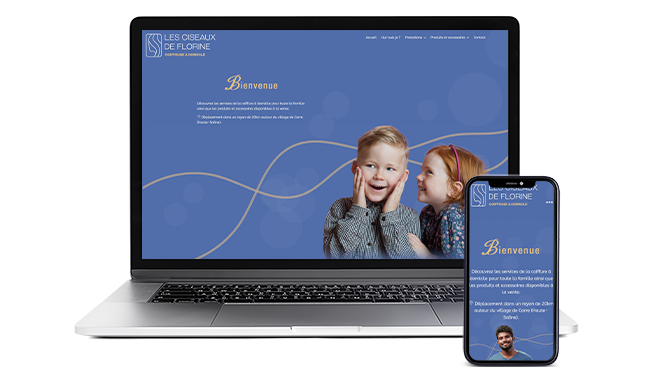 LES CISEAUX
DE FLORINE
COIFFEUSE À DOMICILE
Accueil Qui suis-je ? Prestations Produits et accessoires Contact
Bienvenue
Découvrez les services de la coiffure à domicile pour toute la famille
ainsi que les produits et accessoires disponibles à la vente.
Déplacement dans un rayon de 20km autour du village de Corre
(Haute-Saône).
LES CISEAUX
DE FLORINE
COIFFEUSE À DOMICILE
Bienvenue
Découvrez les services de la coiffure à
domicile pour toute la famille ainsi que
les produits et accessoires disponibles à
la vente.
Déplacement dans un rayon de 20km
autour du village de Corre (Haute-
Saône).